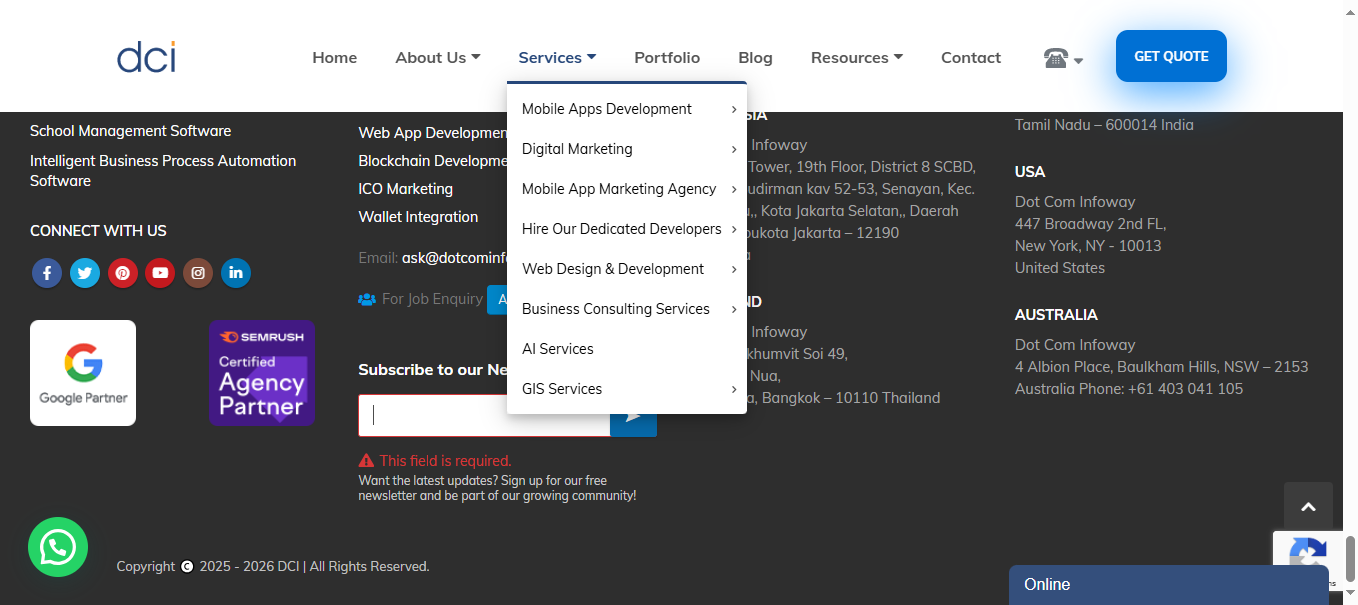 dci
Home
About Us
Services
Portfolio
Blog
Resources
Contact
GET QUOTE
Mobile Apps Development
Digital Marketing
Mobile App Marketing Agency
Hire Our Dedicated Developers
Web Design & Development
Business Consulting Services
AI Services
GIS Services
School Management Software
Intelligent Business Process Automation
Software
CONNECT WITH US
Google Partner
SEMRUSH
Certified
Agency
Partner
Web App Developmen
Blockchain Developme
ICO Marketing
Wallet Integration
Email: ask@dotcominf
For Job Enquiry
Subscribe to our Ne
This field is required.
Want the latest updates? Sign up for our free
newsletter and be part of our growing community!
SIA
Infoway
Tower, 19th Floor, District 8 SCBD,
udirman kav 52-53, Senayan, Kec.
Kota Jakarta Selatan,, Daerah
oukota Jakarta – 12190
ND
Infoway
khumvit Soi 49,
Nua,
a, Bangkok – 10110 Thailand
Tamil Nadu – 600014 India
USA
Dot Com Infoway
447 Broadway 2nd FL,
New York, NY - 10013
United States
AUSTRALIA
Dot Com Infoway
4 Albion Place, Baulkham Hills, NSW – 2153
Australia Phone: +61 403 041 105
Copyright © 2025 - 2026 DCI | All Rights Reserved.
Online